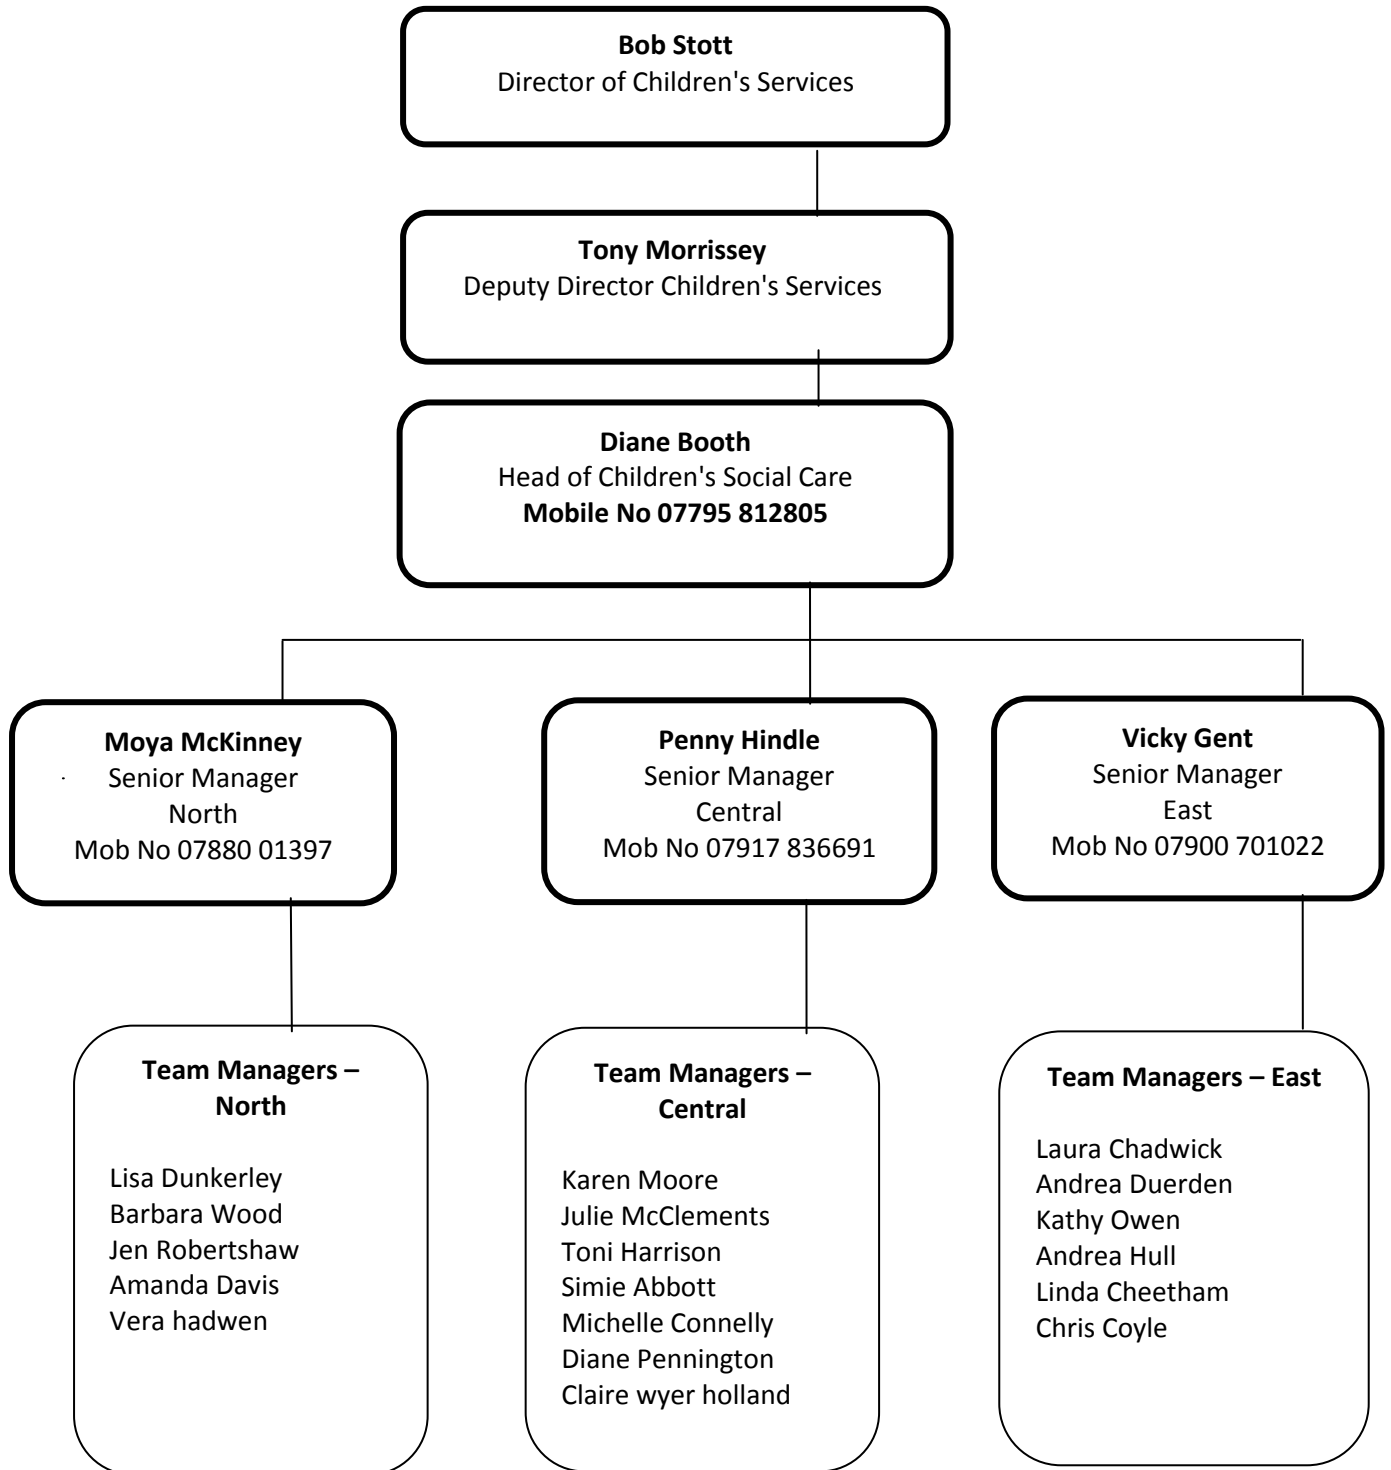 Bob Stott
Director of Children's Services
Tony Morrissey
Deputy Director Children's Services
Diane Booth
Head of Children's Social Care
Mobile No 07795 812805
Moya McKinney
Senior Manager
North
Mob No 07880 01397
Penny Hindle
Senior Manager
Central
Mob No 07917 836691
Vicky Gent
Senior Manager
East
Mob No 07900 701022
Team Managers –
North
Lisa Dunkerley
Barbara Wood
Jen Robertshaw
Amanda Davis
Vera hadwen
Team Managers –
Central
Karen Moore
Julie McClements
Toni Harrison
Simie Abbott
Michelle Connelly
Diane Pennington
Claire wyer holland
Team Managers – East
Laura Chadwick
Andrea Duerden
Kathy Owen
Andrea Hull
Linda Cheetham
Chris Coyle